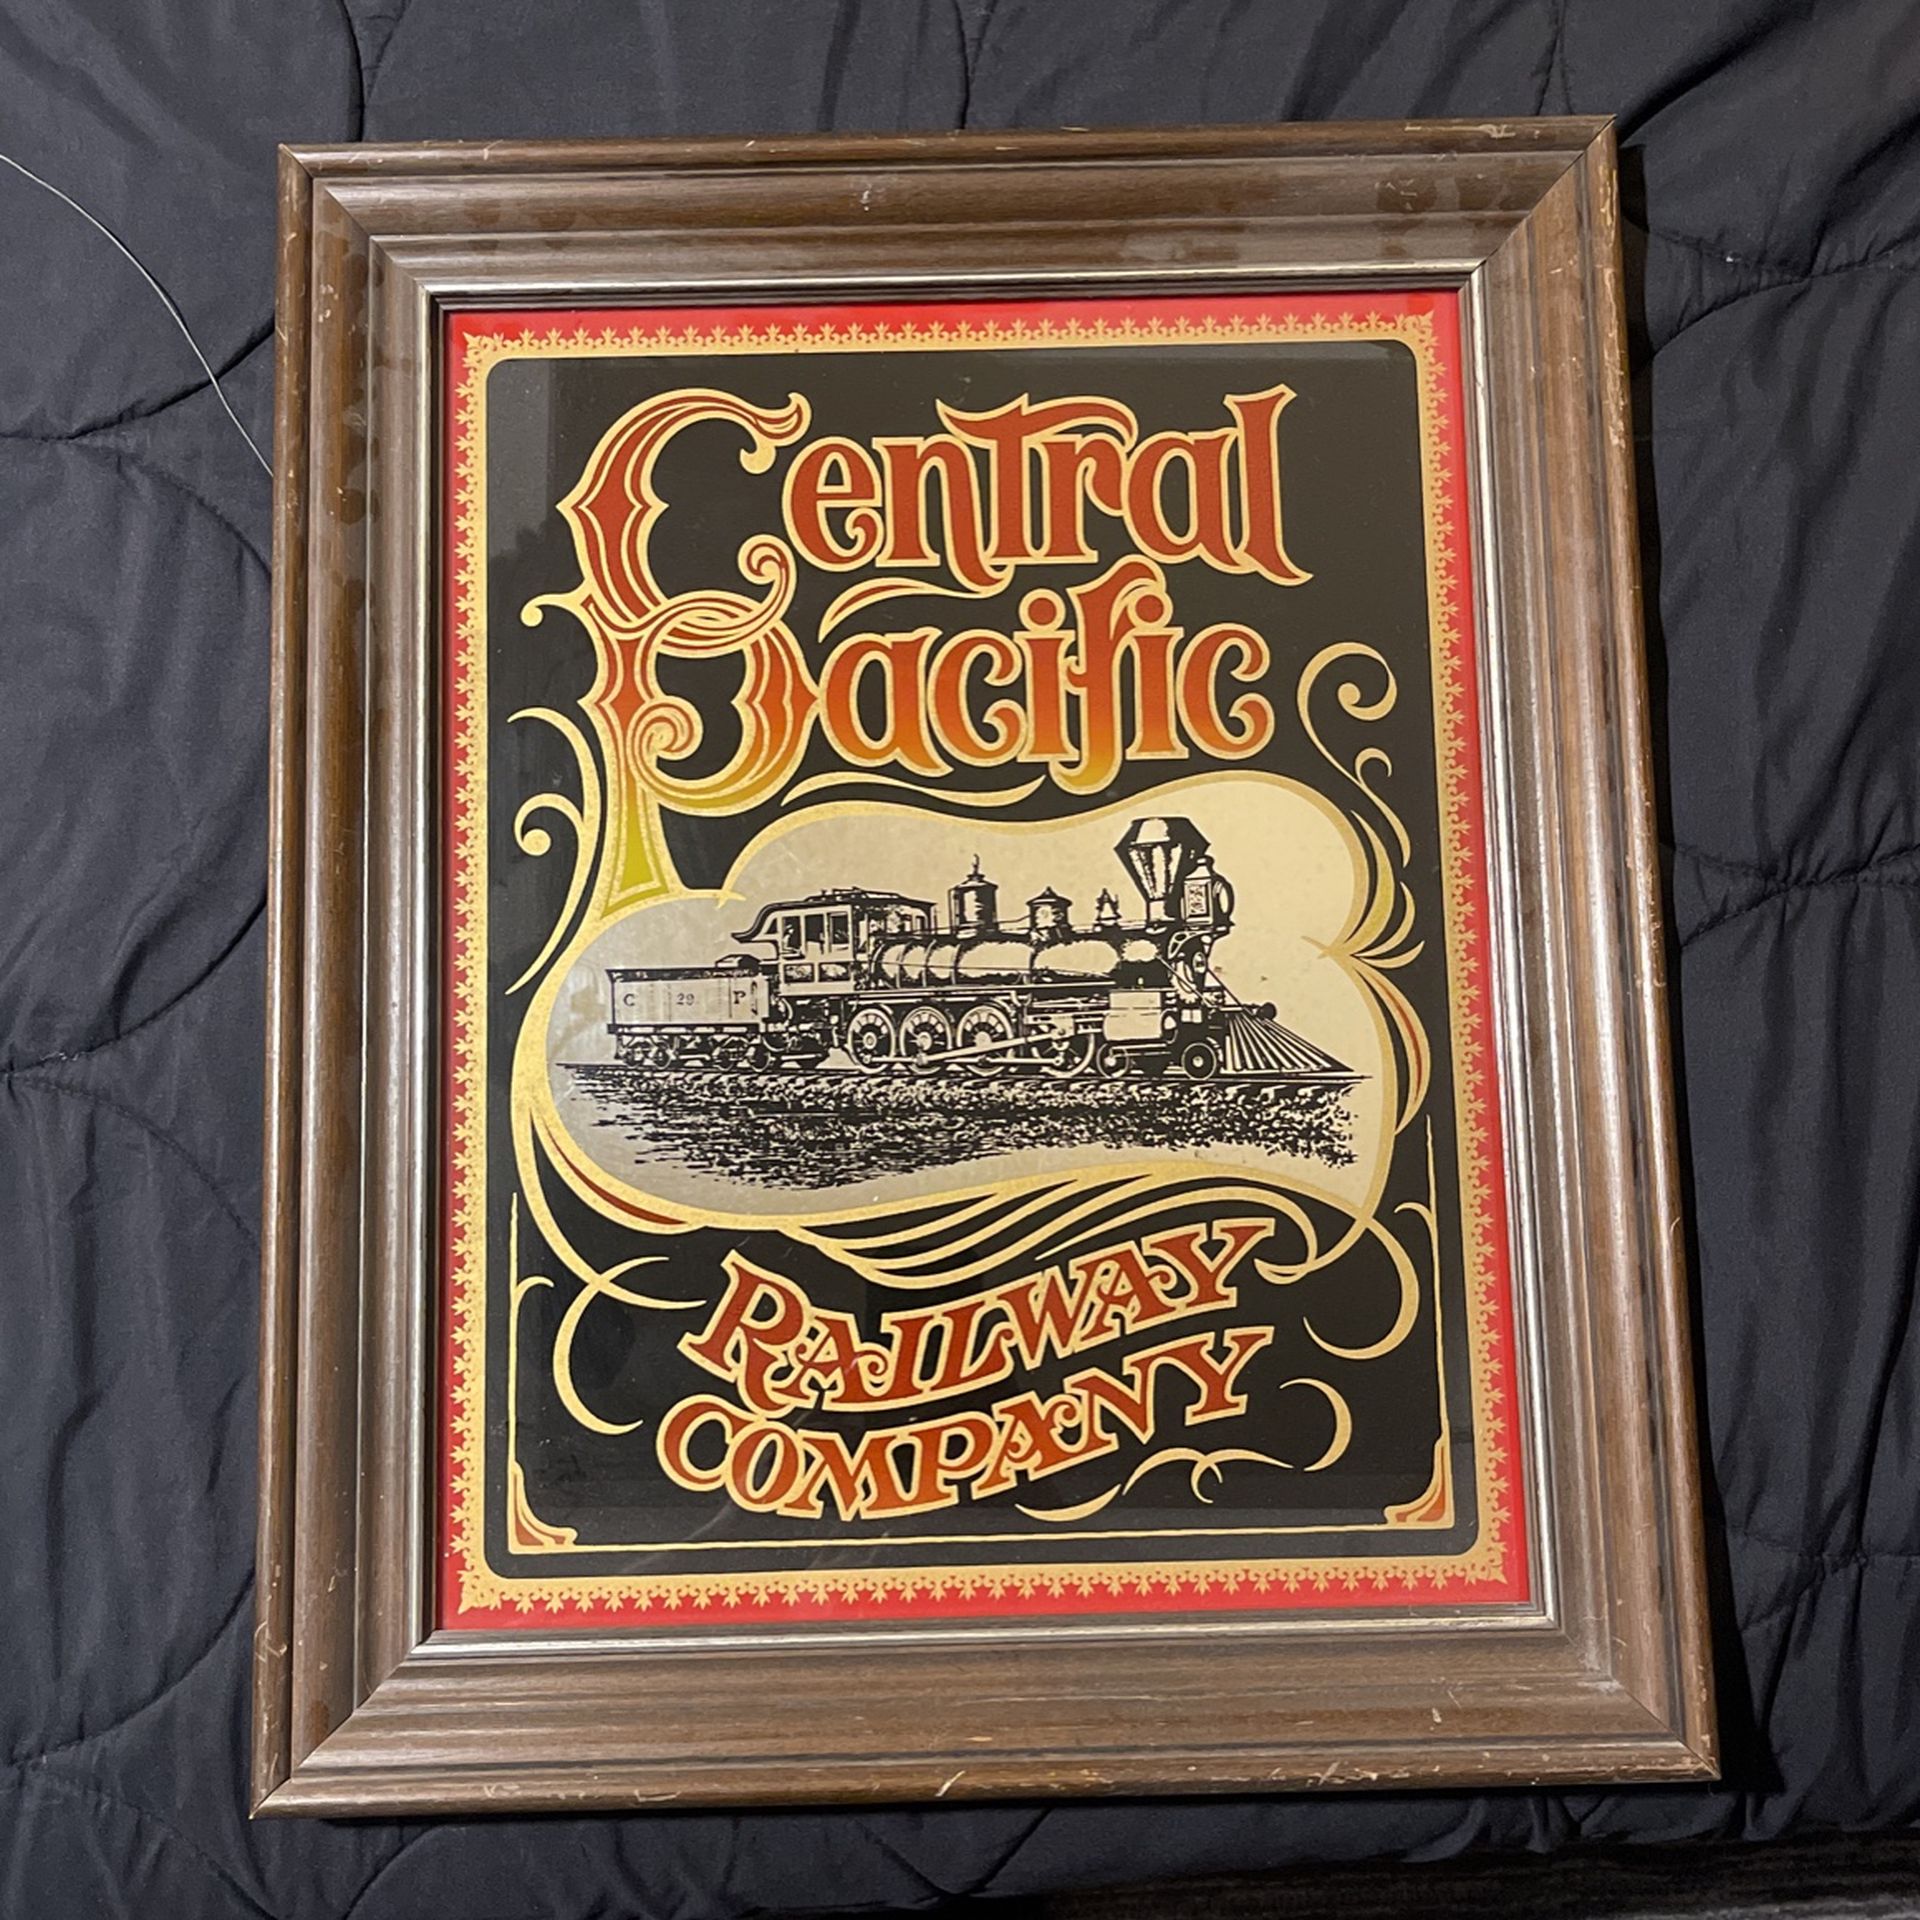 Central
Pacific
C 29 P
RAILWAY
COMPANY